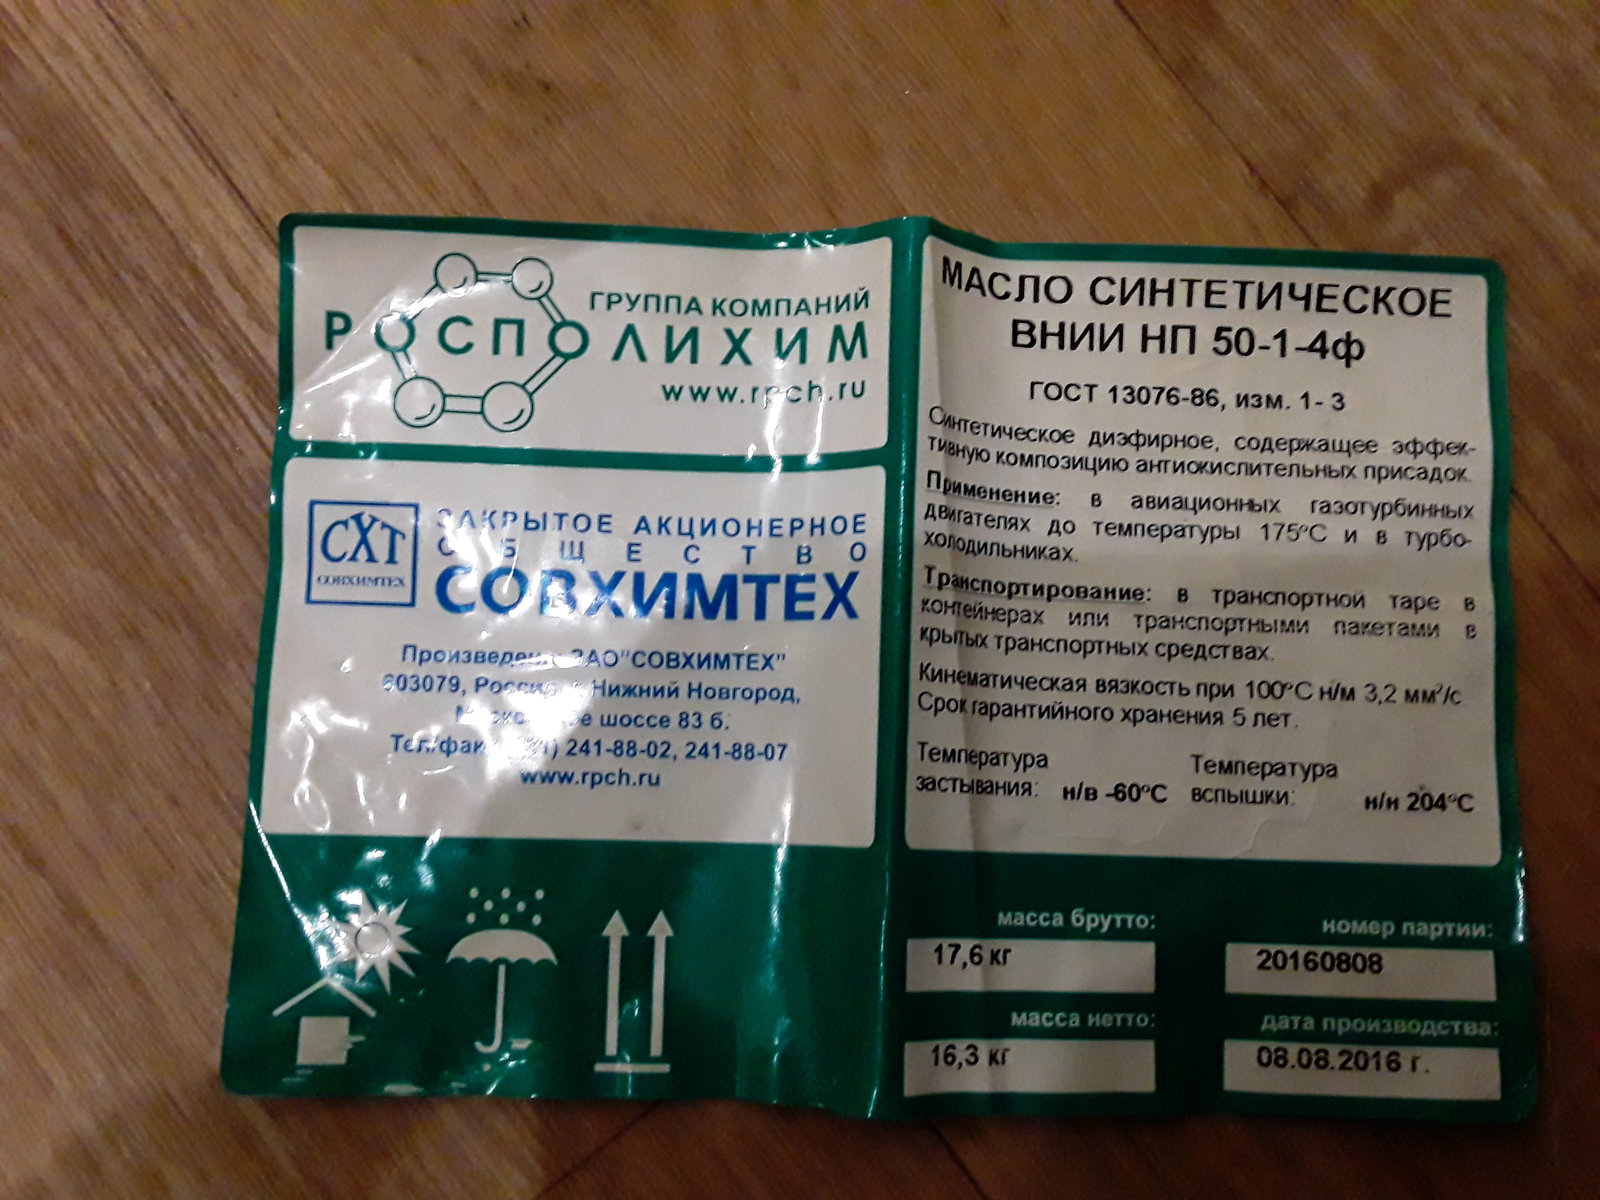 ГРУППА КОМПАНИЙ
РОСПОЛИХИМ
www.rpch.ru
СХТ
СОВХИМТЕХ
ЗАКРЫТОЕ АКЦИОНЕРНОЕ
ОБЩЕСТВО
СОВХИМТЕХ
ЗАО"СОВХИМТЕХ"
603079, Нижний Новгород,
шоссе 83 б.
241-88-02, 241-88-07
www.rpch.ru
МАСЛО СИНТЕТИЧЕСКОЕ
ВНИИ НП 50-1-4ф
ГОСТ 13076-86, изм. 1- 3
Синтетическое диэфирное, содержащее эффек-
тивную композицию антиокислительных присадок.
Применение: в авиационных газотурбинных
двигателях до температуры 175°С и в турбо-
холодильниках.
Транспортирование: в транспортной таре в
контейнерах или транспортными пакетами в
крытых транспортных средствах.
Кинематическая вязкость при 100°С н/м 3,2 мм²/с
Срок гарантийного хранения 5 лет.
Температура
застывания: н/в -60°С
Температура
вспышки: н/н 204°С
масса брутто:
17,6 кг
номер партии:
20160808
масса нетто:
16,3 кг
дата производства:
08.08.2016 г.